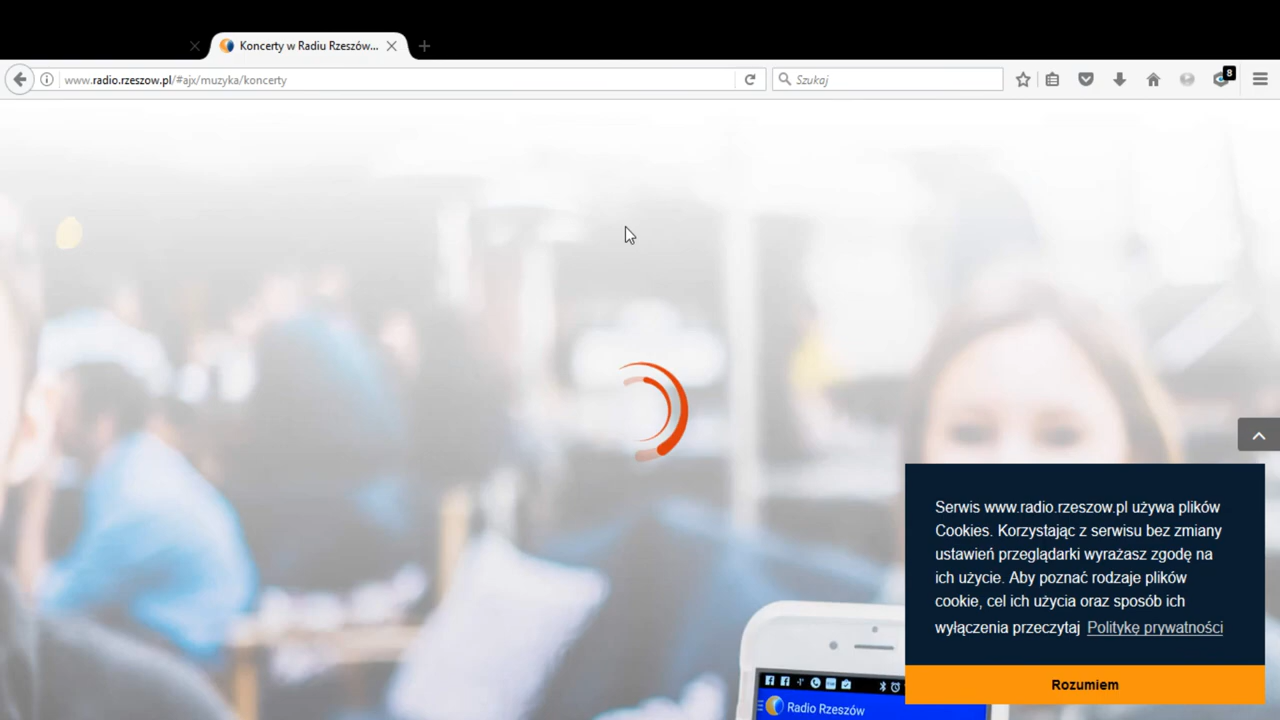 Koncerty w Radiu Rzeszów...
www.radio.rzeszow.pl/#ajx/muzyka/koncerty
Szukaj
8
Serwis www.radio.rzeszow.pl używa plików
Cookies. Korzystając z serwisu bez zmiany
ustawień przeglądarki wyrażasz zgodę na
ich użycie. Aby poznać rodzaje plików
cookie, cel ich użycia oraz sposób ich
wyłączenia przeczytaj Politykę prywatności
Rozumiem
Radio Rzeszów